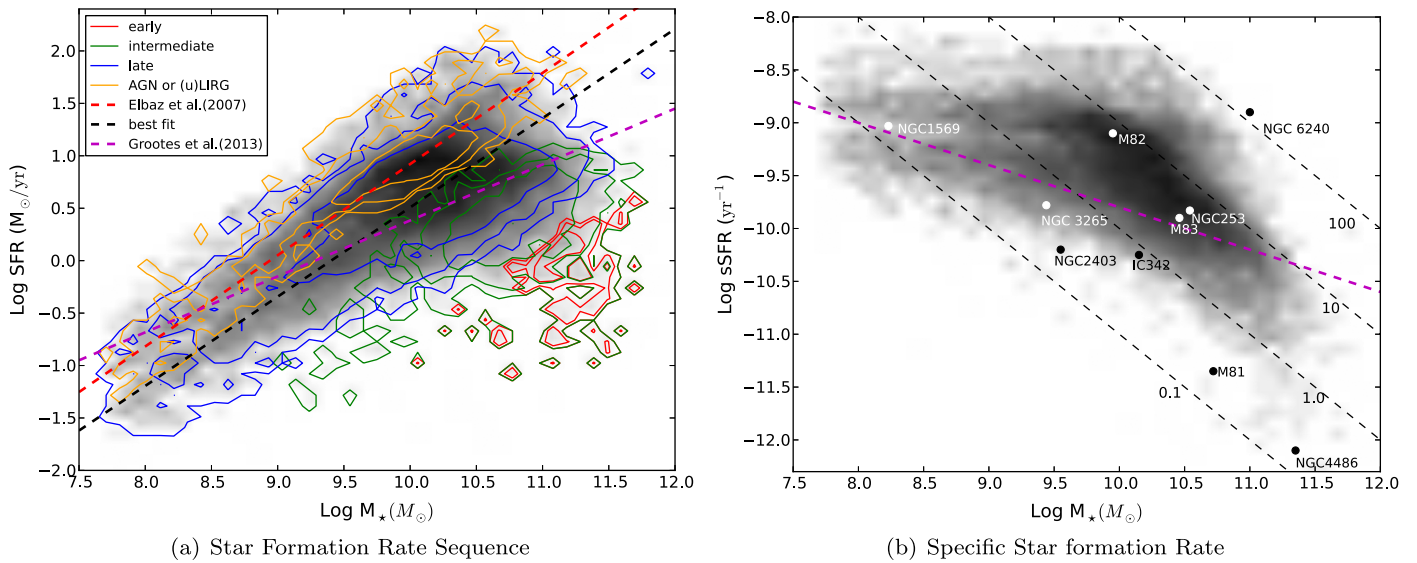 early
intermediate
late
AGN or (u)LIRG
Elbaz et al.(2007)
best fit
Grootes et al.(2013)
2.0
1.5
1.0
0.5
0.0
−0.5
−1.0
−1.5
−2.0
Log SFR (M⊙/yr)
7.5 8.0 8.5 9.0 9.5 10.0 10.5 11.0 11.5 12.0
Log M⋆(M⊙)
(a) Star Formation Rate Sequence
−8.0
−8.5
−9.0
−9.5
−10.0
−10.5
−11.0
−11.5
−12.0
Log sSFR (yr⁻¹)
NGC1569
M82
NGC 6240
NGC 3265
NGC253
M83
100
NGC2403
IC342
10
M81
0.1
1.0
NGC4486
7.5 8.0 8.5 9.0 9.5 10.0 10.5 11.0 11.5 12.0
Log M⋆(M⊙)
(b) Specific Star formation Rate